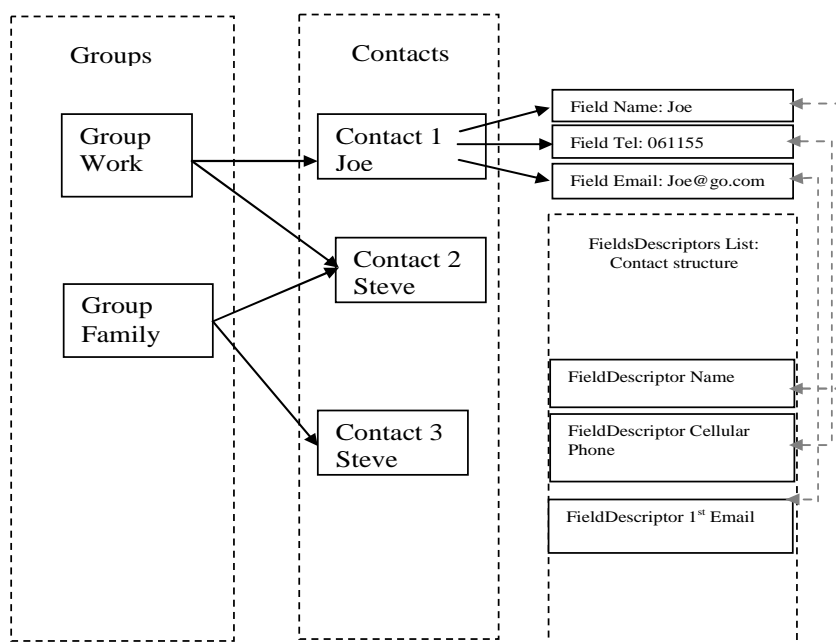 Groups
Contacts
Group
Work
Group
Family
Contact 1
Joe
Contact 2
Steve
Contact 3
Steve
Field Name: Joe
Field Tel: 061155
Field Email: Joe@go.com
FieldsDescriptors List:
Contact structure
FieldDescriptor Name
FieldDescriptor Cellular
Phone
FieldDescriptor 1st Email